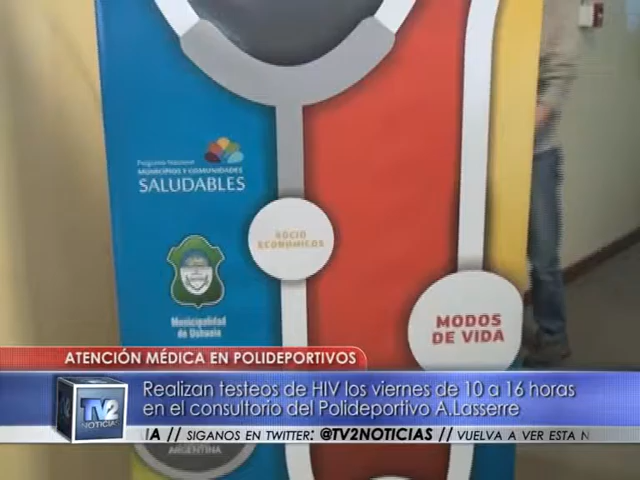 Programa Nacional
MUNICIPIOS Y COMUNIDADES
SALUDABLES
SOCIO
ECONÓMICOS
Municipalidad
de Ushuaia
MODOS
DE VIDA
ATENCIÓN MÉDICA EN POLIDEPORTIVOS
Realizan testeos de HIV los viernes de 10 a 16 horas
en el consultorio del Polideportivo A.Lasserre
TV2
NOTICIAS
IA // SIGANOS EN TWITTER: @TV2NOTICIAS // VUELVA A VER ESTA N
ARGENTINA